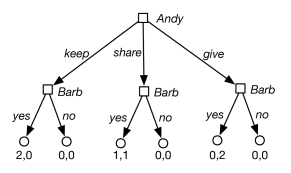 Andy
keep share give
Barb Barb Barb
yes no yes no yes no
2,0 0,0 1,1 0,0 0,2 0,0